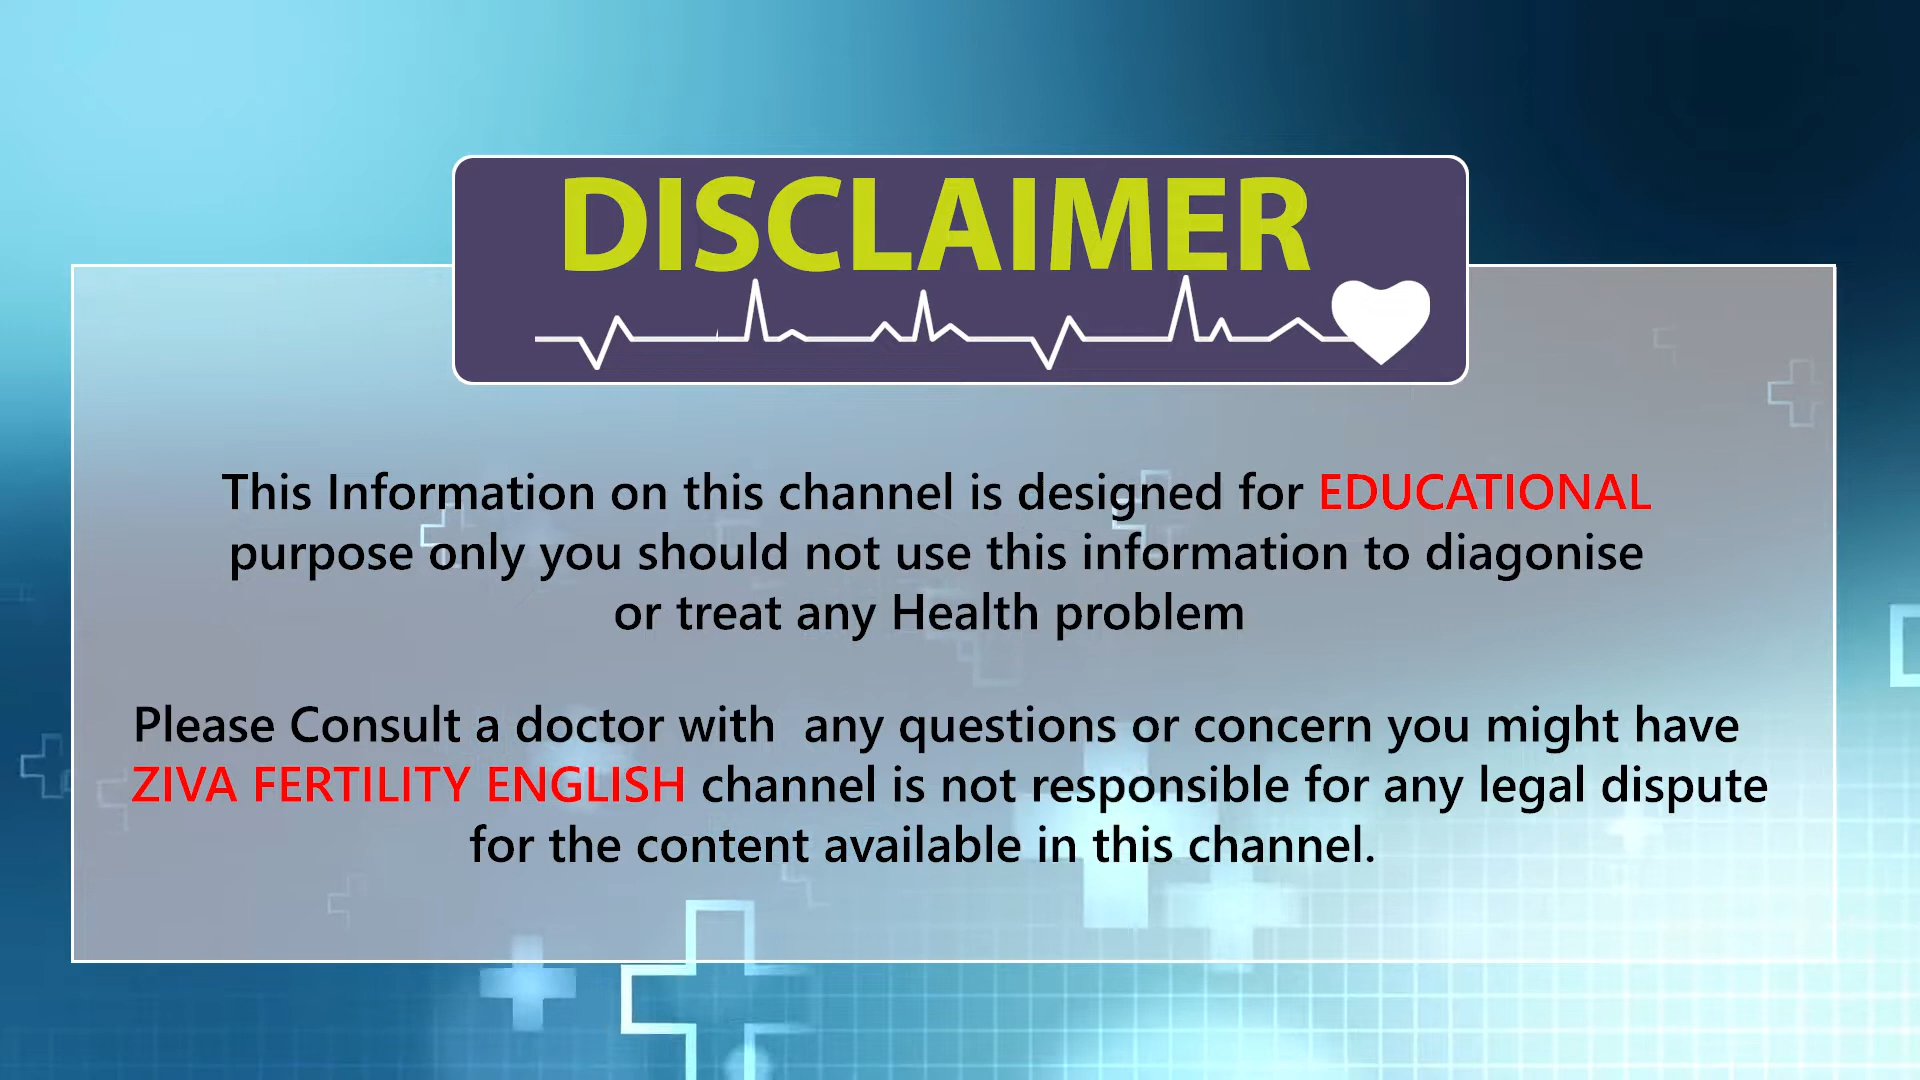 DISCLAIMER
This Information on this channel is designed for EDUCATIONAL
purpose only you should not use this information to diagonise
or treat any Health problem
Please Consult a doctor with  any questions or concern you might have
ZIVA FERTILITY ENGLISH channel is not responsible for any legal dispute
for the content available in this channel.